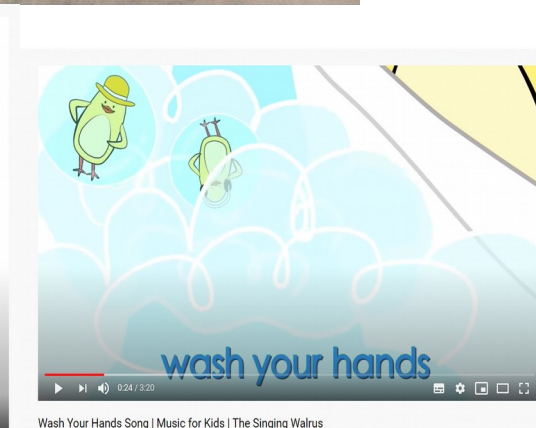 wash your hands
0:24 / 3:20
Wash Your Hands Song | Music for Kids | The Singing Walrus